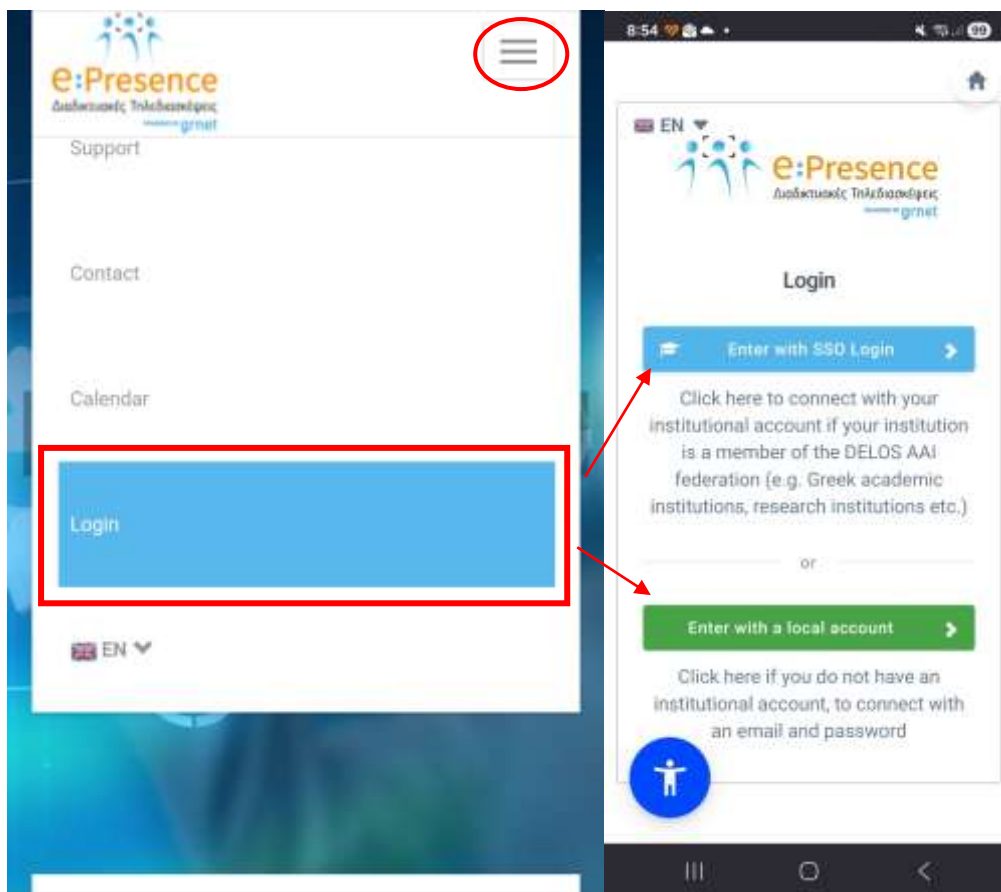 e:Presence
Διαδικτυακές Τηλεδιασκέψεις
grnet
Support
Contact
Calendar
Login
EN
8:54
99
EN
e:Presence
Διαδικτυακές Τηλεδιασκέψεις
grnet
Login
Enter with SSO Login
Click here to connect with your
institutional account if your institution
is a member of the DELOS AAI
federation (e.g. Greek academic
institutions, research institutions etc.)
or
Enter with a local account
Click here if you do not have an
institutional account, to connect with
an email and password